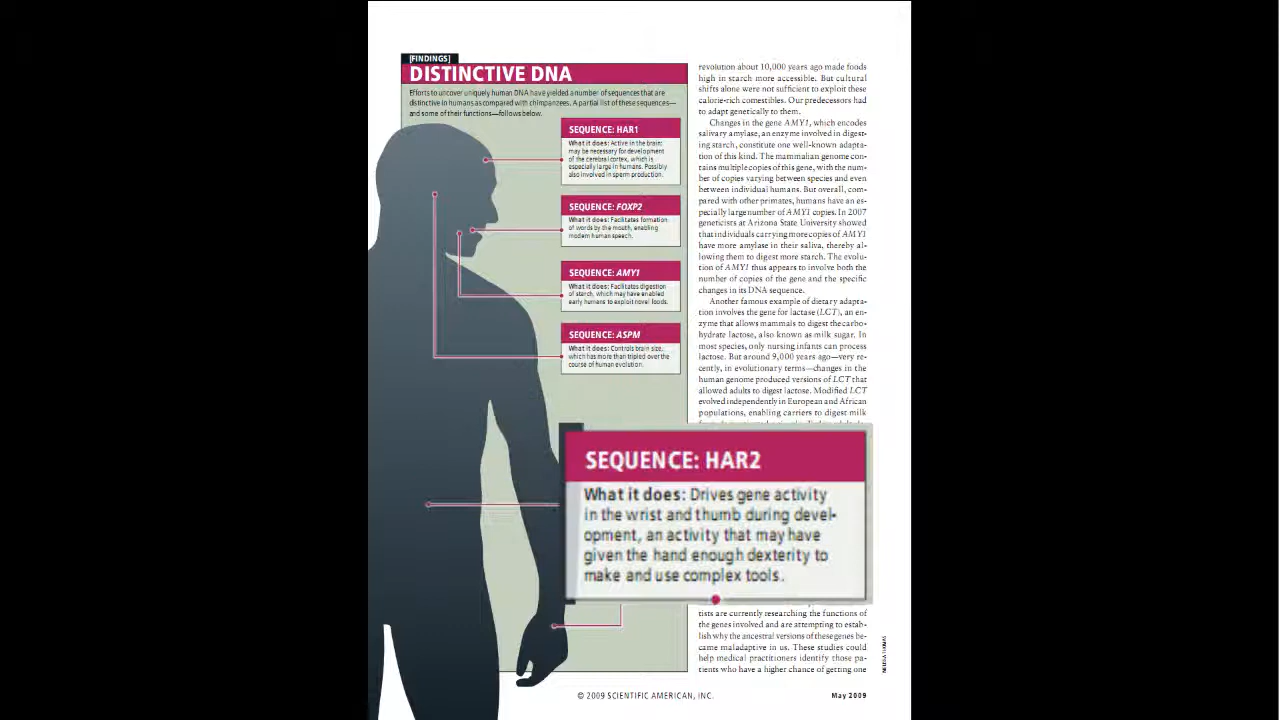 [FINDINGS]
DISTINCTIVE DNA
Efforts to uncover uniquely human DNA have yielded a number of sequences that are
distinctive in humans as compared with chimpanzees. A partial list of these sequences—
and some of their functions—follows below.
SEQUENCE: HAR1
What it does: Active in the brain;
may be necessary for development
of the cerebral cortex, which is
especially large in humans. Possibly
also involved in sperm production.
SEQUENCE: FOXP2
What it does: Facilitates formation
of words by the mouth, enabling
modern human speech.
SEQUENCE: AMY1
What it does: Facilitates digestion
of starch, which may have enabled
early humans to exploit novel foods.
SEQUENCE: ASPM
What it does: Controls brain size,
which has more than tripled over the
course of human evolution.
SEQUENCE: HAR2
What it does: Drives gene activity
in the wrist and thumb during devel-
opment, an activity that may have
given the hand enough dexterity to
make and use complex tools.
revolution about 10,000 years ago made foods
high in starch more accessible. But cultural
shifts alone were not sufficient to exploit these
calorie-rich comestibles. Our predecessors had
to adapt genetically to them.
Changes in the gene AMY1, which encodes
salivary amylase, an enzyme involved in digest-
ing starch, constitute one well-known adapta-
tion of this kind. The mammalian genome con-
tains multiple copies of this gene, with the num-
ber of copies varying between species and even
between individual humans. But overall, com-
pared with other primates, humans have an es-
pecially large number of AMY1 copies. In 2007
geneticists at Arizona State University showed
that individuals carrying more copies of AMY1
have more amylase in their saliva, thereby al-
lowing them to digest more starch. The evolu-
tion of AMY1 thus appears to involve both the
number of copies of the gene and the specific
changes in its DNA sequence.
Another famous example of dietary adapta-
tion involves the gene for lactase (LCT), an en-
zyme that allows mammals to digest the carbo-
hydrate lactose, also known as milk sugar. In
most species, only nursing infants can process
lactose. But around 9,000 years ago—very re-
cently, in evolutionary terms—changes in the
human genome produced versions of LCT that
allowed adults to digest lactose. Modified LCT
evolved independently in European and African
populations, enabling carriers to digest milk
tists are currently researching the functions of
the genes involved and are attempting to estab-
lish why the ancestral versions of these genes be-
came maladaptive in us. These studies could
help medical practitioners identify those pa-
tients who have a higher chance of getting one
© 2009 SCIENTIFIC AMERICAN, INC.
May 2009